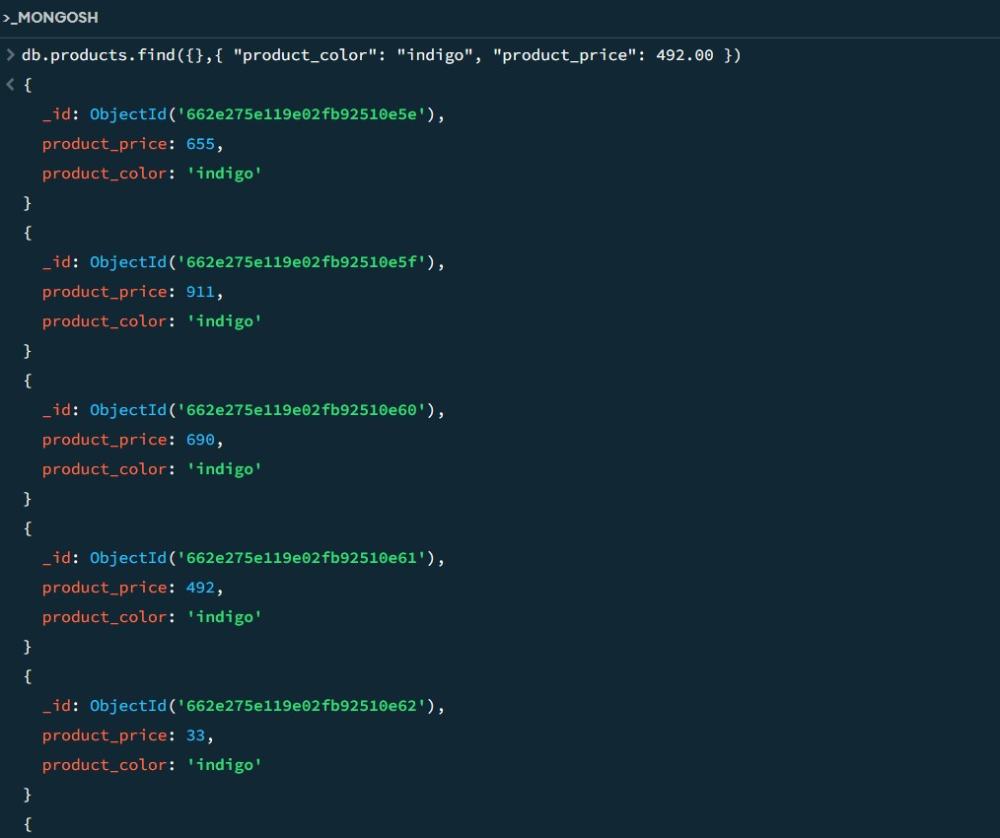 >_MONGOSH
> db.products.find({},{ "product_color": "indigo", "product_price": 492.00 })
< {
_id: ObjectId('662e275e119e02fb92510e5e'),
product_price: 655,
product_color: 'indigo'
}
{
_id: ObjectId('662e275e119e02fb92510e5f'),
product_price: 911,
product_color: 'indigo'
}
{
_id: ObjectId('662e275e119e02fb92510e60'),
product_price: 690,
product_color: 'indigo'
}
{
_id: ObjectId('662e275e119e02fb92510e61'),
product_price: 492,
product_color: 'indigo'
}
{
_id: ObjectId('662e275e119e02fb92510e62'),
product_price: 33,
product_color: 'indigo'
}
{